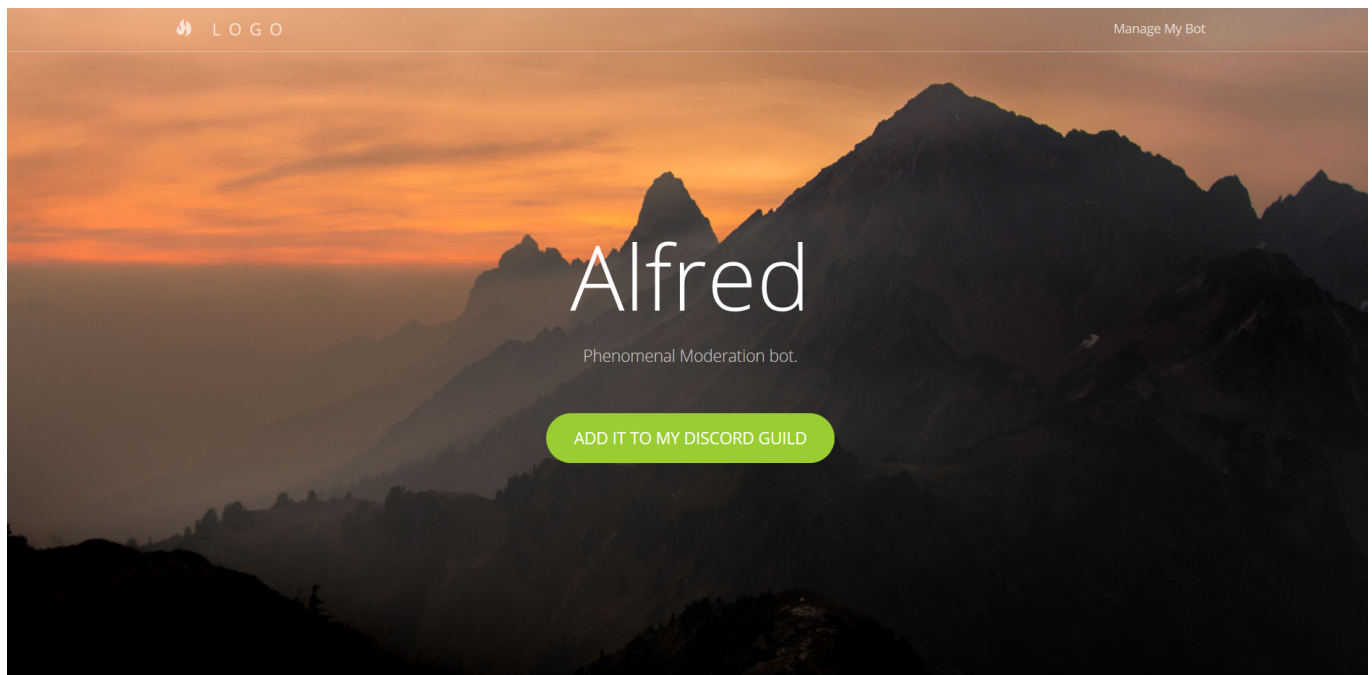 LOGO
Manage My Bot
Alfred
Phenomenal Moderation bot.
ADD IT TO MY DISCORD GUILD